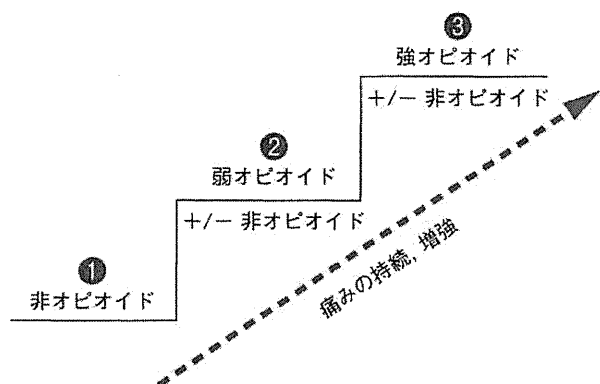 ❸
強オピオイド
+/− 非オピオイド
❷
弱オピオイド
+/− 非オピオイド
❶
非オピオイド
痛みの持続, 増強